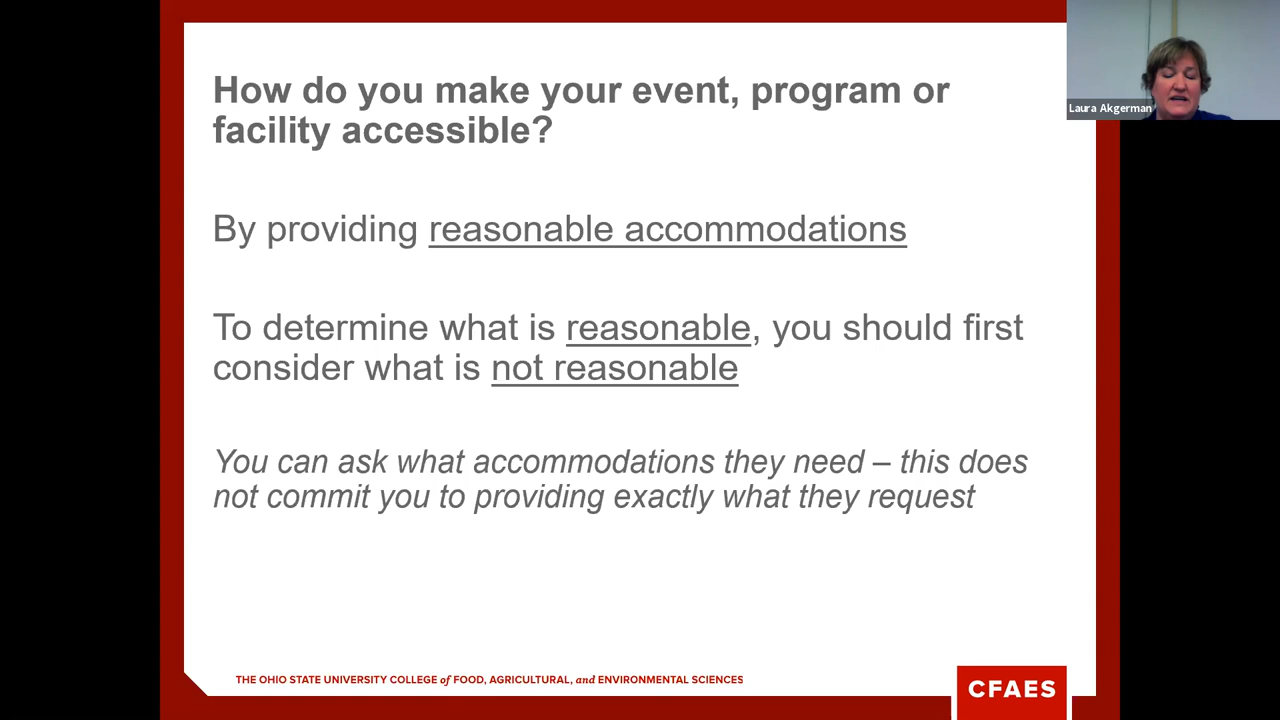 How do you make your event, program or
facility accessible?
By providing reasonable accommodations
To determine what is reasonable, you should first
consider what is not reasonable
You can ask what accommodations they need – this does
not commit you to providing exactly what they request
THE OHIO STATE UNIVERSITY COLLEGE of FOOD, AGRICULTURAL, and ENVIRONMENTAL SCIENCES
CFAES
Laura Akgerman